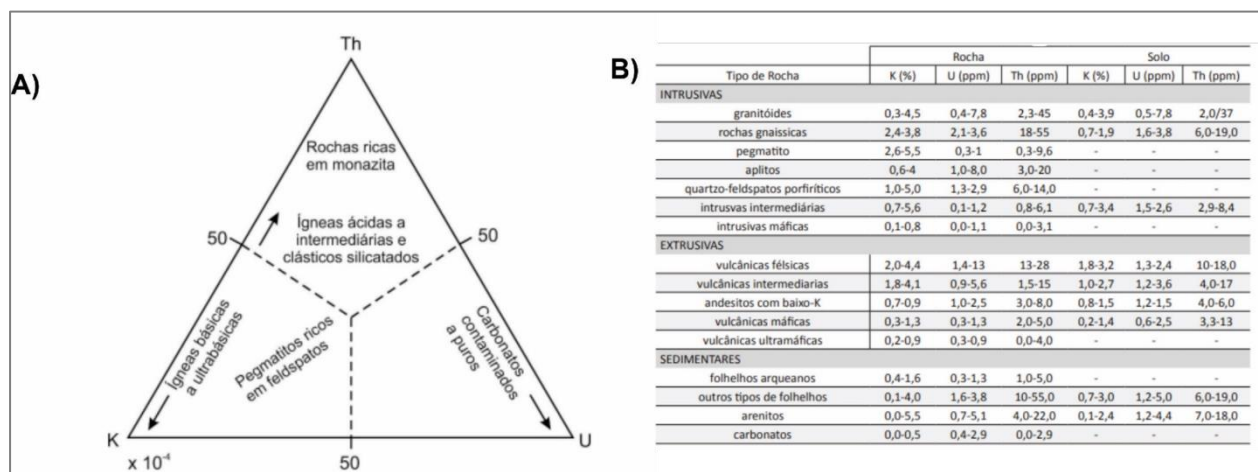 A)
Th
Rochas ricas
em monazita
50
Ígneas ácidas a
intermediárias e
clásticos silicatados
50
Ígneas básicas
a ultrabásicas
Pegmatitos ricos
em feldspatos
Carbonatos
contaminados
a puros
K
U
x 10⁻⁴
50
B)
Rocha Solo
Tipo de Rocha K (%) U (ppm) Th (ppm) K (%) U (ppm) Th (ppm)
INTRUSIVAS
granitóides 0,3-4,5 0,4-7,8 2,3-45 0,4-3,9 0,5-7,8 2,0/37
rochas gnaissicas 2,4-3,8 2,1-3,6 18-55 0,7-1,9 1,6-3,8 6,0-19,0
pegmatito 2,6-5,5 0,3-1 0,3-9,6 - - -
aplitos 0,6-4 1,0-8,0 3,0-20 - - -
quartzo-feldspatos porfiríticos 1,0-5,0 1,3-2,9 6,0-14,0 - - -
intrusvas intermediárias 0,7-5,6 0,1-1,2 0,8-6,1 0,7-3,4 1,5-2,6 2,9-8,4
intrusivas máficas 0,1-0,8 0,0-1,1 0,0-3,1 - - -
EXTRUSIVAS
vulcânicas félsicas 2,0-4,4 1,4-13 13-28 1,8-3,2 1,3-2,4 10-18,0
vulcânicas intermediarias 1,8-4,1 0,9-5,6 1,5-15 1,0-2,7 1,2-3,6 4,0-17
andesitos com baixo-K 0,7-0,9 1,0-2,5 3,0-8,0 0,8-1,5 1,2-1,5 4,0-6,0
vulcânicas máficas 0,3-1,3 0,3-1,3 2,0-5,0 0,2-1,4 0,6-2,5 3,3-13
vulcânicas ultramáficas 0,2-0,9 0,3-0,9 0,0-4,0 - - -
SEDIMENTARES
folhelhos arqueanos 0,4-1,6 0,3-1,3 1,0-5,0 - - -
outros tipos de folhelhos 0,1-4,0 1,6-3,8 10-55,0 0,7-3,0 1,2-5,0 6,0-19,0
arenitos 0,0-5,5 0,7-5,1 4,0-22,0 0,1-2,4 1,2-4,4 7,0-18,0
carbonatos 0,0-0,5 0,4-2,9 0,0-2,9 - - -